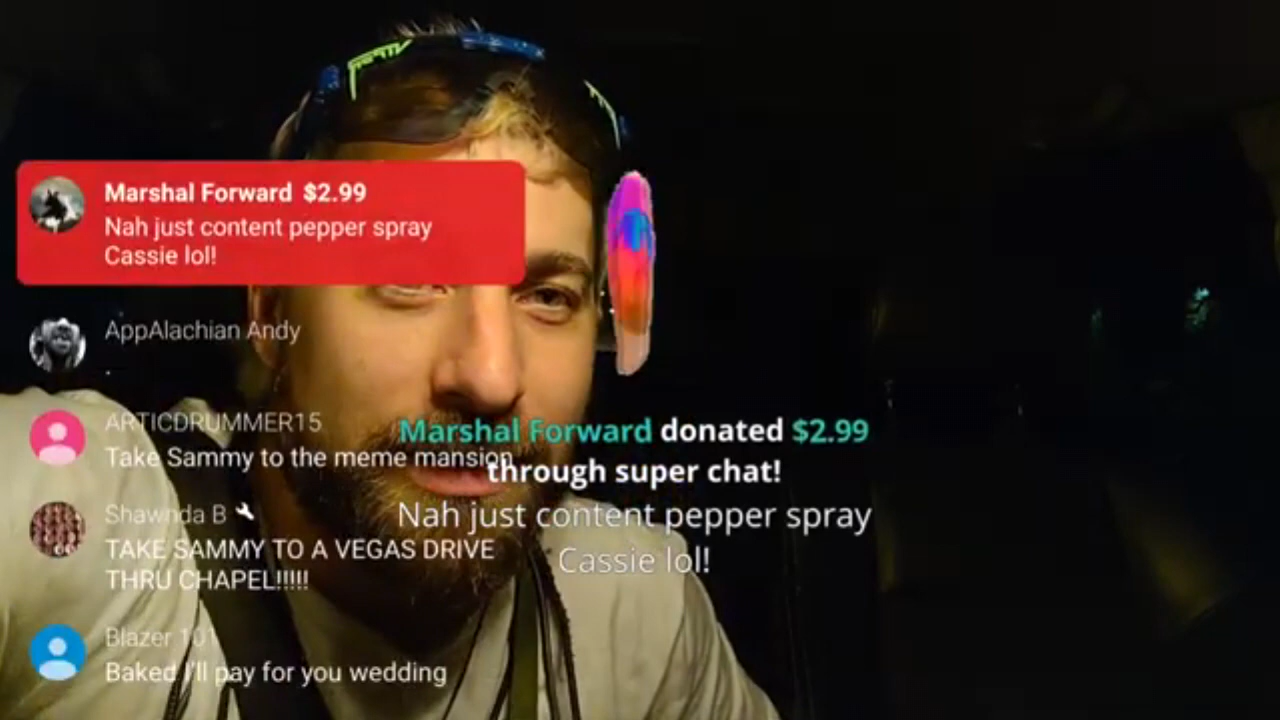 Marshal Forward $2.99
Nah just content pepper spray
Cassie lol!
AppAlachian Andy
ARTICDRUMMER15
Take Sammy to the meme mansion
Shawnda B
TAKE SAMMY TO A VEGAS DRIVE
THRU CHAPEL!!!!!
Blazer 101
Baked I'll pay for you wedding
Marshal Forward donated $2.99
through super chat!
Nah just content pepper spray
Cassie lol!